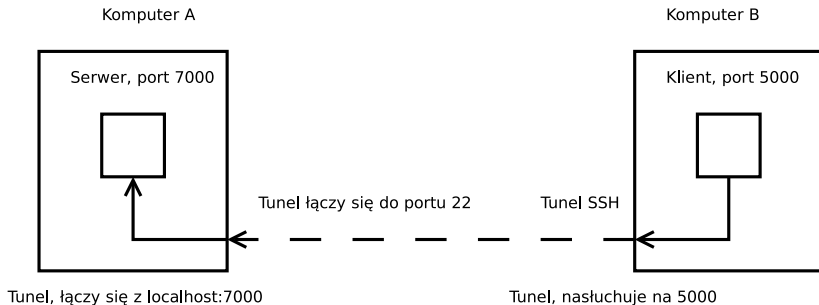 Komputer A
Komputer B
Serwer, port 7000
Klient, port 5000
Tunel łączy się do portu 22
Tunel SSH
Tunel, łączy się z localhost:7000
Tunel, nasłuchuje na 5000